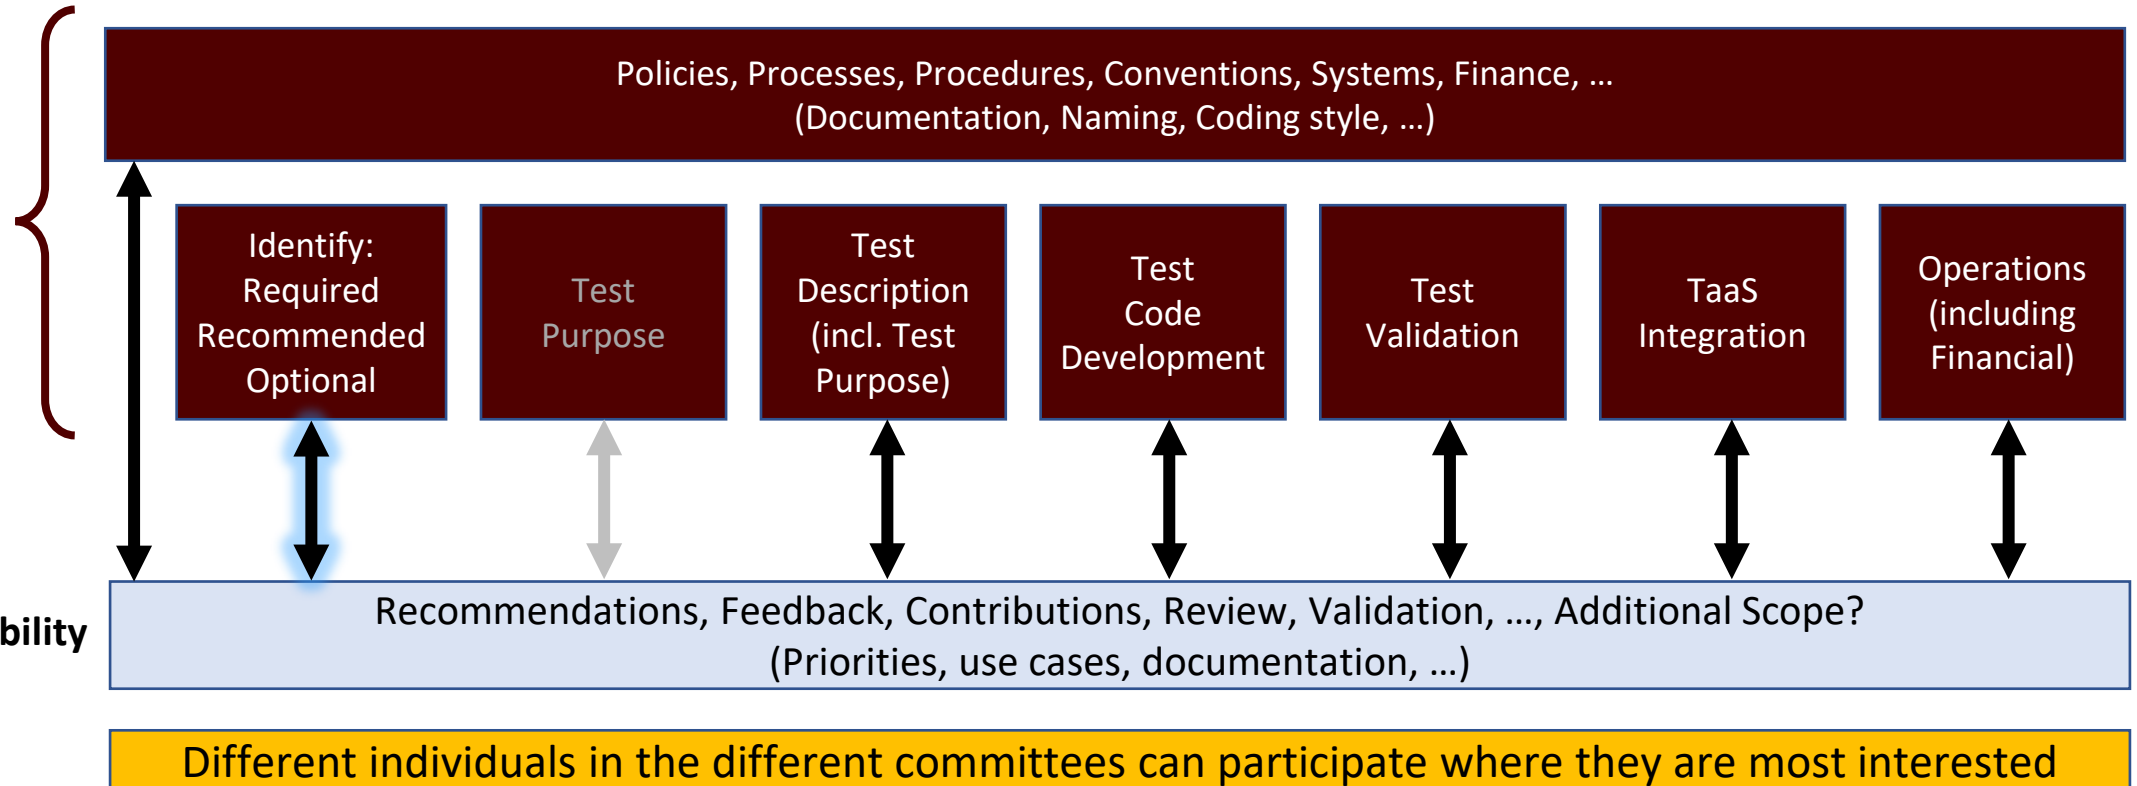 Policies, Processes, Procedures, Conventions, Systems, Finance, …
(Documentation, Naming, Coding style, …)
Identify:
Required
Recommended
Optional
Test
Purpose
Test
Description
(incl. Test
Purpose)
Test
Code
Development
Test
Validation
TaaS
Integration
Operations
(including
Financial)
bility
Recommendations, Feedback, Contributions, Review, Validation, …, Additional Scope?
(Priorities, use cases, documentation, …)
Different individuals in the different committees can participate where they are most interested